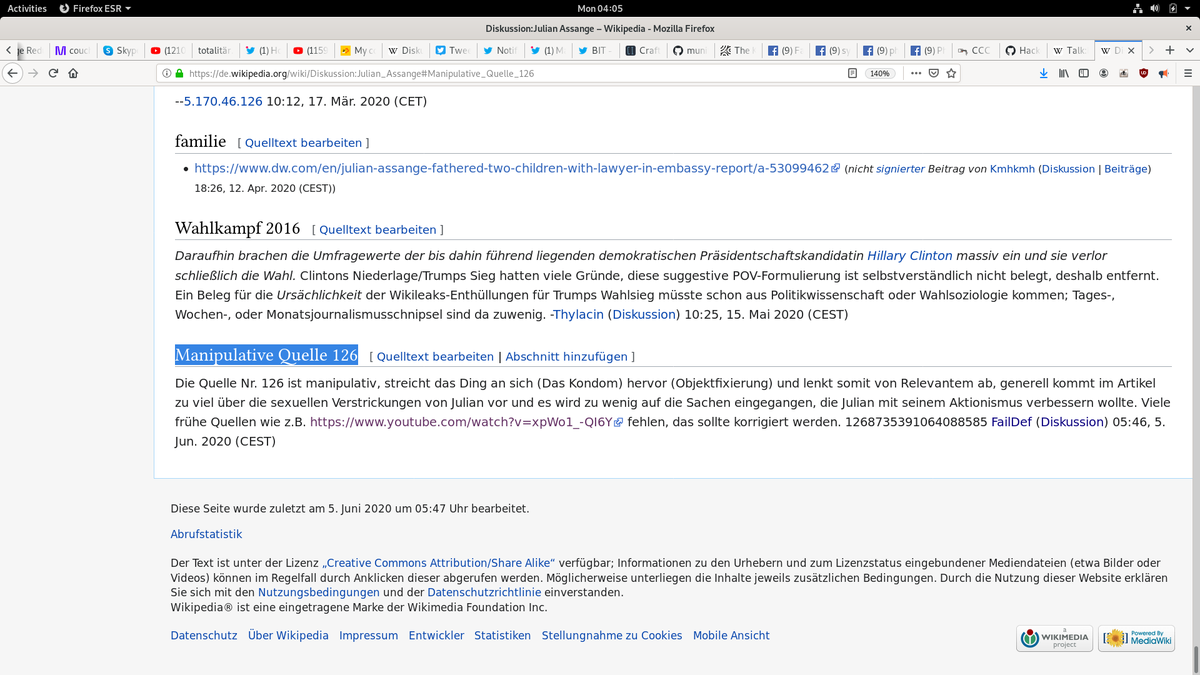 Activities Firefox ESR Mon 04:05
Diskussion:Julian Assange – Wikipedia - Mozilla Firefox
ge Red couc Skyp (1210 totalitär (1) H (1159 My c Disk Twee Notif (1) M BIT - Craft mun The (9) F (9) sy (9) pl (9) P CCC Hack Talk: D
https://de.wikipedia.org/wiki/Diskussion:Julian_Assange#Manipulative_Quelle_126 140%
--5.170.46.126 10:12, 17. Mär. 2020 (CET)
familie [ Quelltext bearbeiten ]
• https://www.dw.com/en/julian-assange-fathered-two-children-with-lawyer-in-embassy-report/a-53099462 (nicht signierter Beitrag von Kmhkmh (Diskussion | Beiträge)
18:26, 12. Apr. 2020 (CEST))
Wahlkampf 2016 [ Quelltext bearbeiten ]
Daraufhin brachen die Umfragewerte der bis dahin führend liegenden demokratischen Präsidentschaftskandidatin Hillary Clinton massiv ein und sie verlor
schließlich die Wahl. Clintons Niederlage/Trumps Sieg hatten viele Gründe, diese suggestive POV-Formulierung ist selbstverständlich nicht belegt, deshalb entfernt.
Ein Beleg für die Ursächlichkeit der Wikileaks-Enthüllungen für Trumps Wahlsieg müsste schon aus Politikwissenschaft oder Wahlsoziologie kommen; Tages-,
Wochen-, oder Monatsjournalismusschnipsel sind da zuwenig. -Thylacin (Diskussion) 10:25, 15. Mai 2020 (CEST)
Manipulative Quelle 126 [ Quelltext bearbeiten | Abschnitt hinzufügen ]
Die Quelle Nr. 126 ist manipulativ, streicht das Ding an sich (Das Kondom) hervor (Objektfixierung) und lenkt somit von Relevantem ab, generell kommt im Artikel
zu viel über die sexuellen Verstrickungen von Julian vor und es wird zu wenig auf die Sachen eingegangen, die Julian mit seinem Aktionismus verbessern wollte. Viele
frühe Quellen wie z.B. https://www.youtube.com/watch?v=xpWo1_-QI6Y fehlen, das sollte korrigiert werden. 1268735391064088585 FailDef (Diskussion) 05:46, 5.
Jun. 2020 (CEST)
Diese Seite wurde zuletzt am 5. Juni 2020 um 05:47 Uhr bearbeitet.
Abrufstatistik
Der Text ist unter der Lizenz „Creative Commons Attribution/Share Alike“ verfügbar; Informationen zu den Urhebern und zum Lizenzstatus eingebundener Mediendateien (etwa Bilder oder
Videos) können im Regelfall durch Anklicken dieser abgerufen werden. Möglicherweise unterliegen die Inhalte jeweils zusätzlichen Bedingungen. Durch die Nutzung dieser Website erklären
Sie sich mit den Nutzungsbedingungen und der Datenschutzrichtlinie einverstanden.
Wikipedia® ist eine eingetragene Marke der Wikimedia Foundation Inc.
Datenschutz Über Wikipedia Impressum Entwickler Statistiken Stellungnahme zu Cookies Mobile Ansicht
A WIKIMEDIA project
Powered By MediaWiki